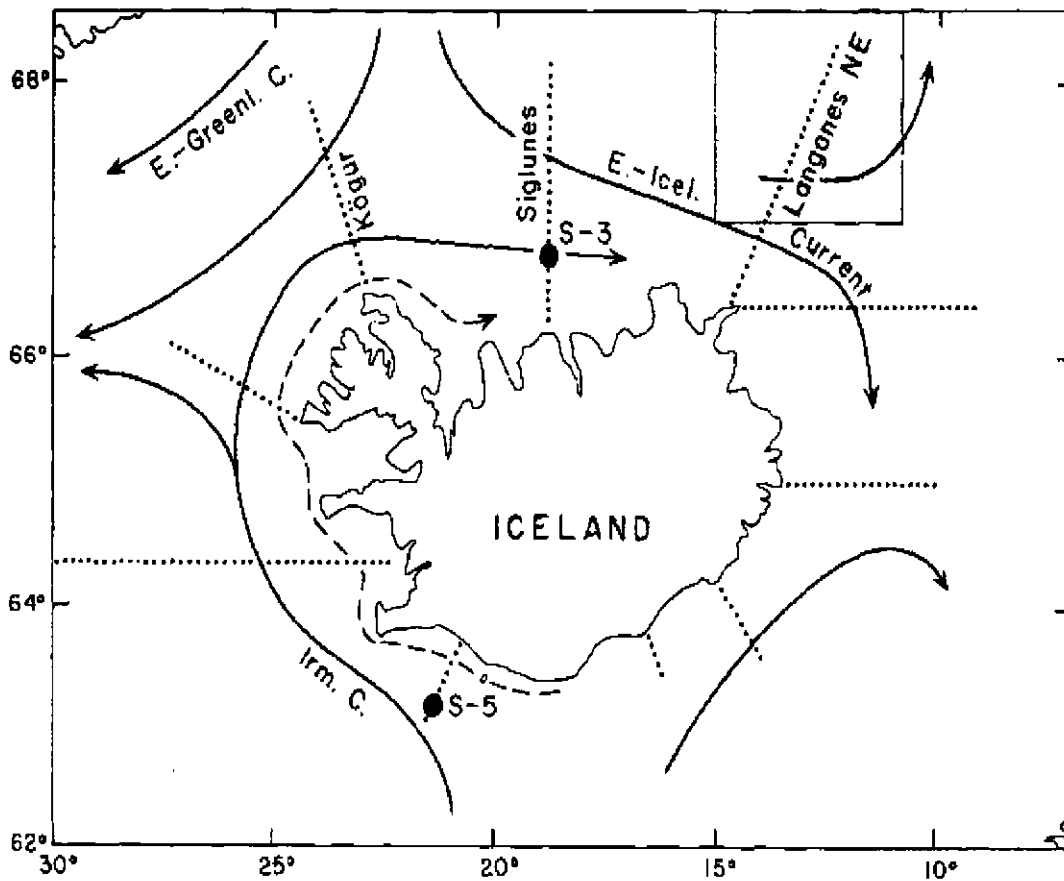 68°
66°
64°
62°
30°
25°
20°
15°
10°
E.-Greenl. C.
Kögur
Siglunes
S-3
E.-Icel.
Current
Langanes NE
ICELAND
Irm. C.
S-5